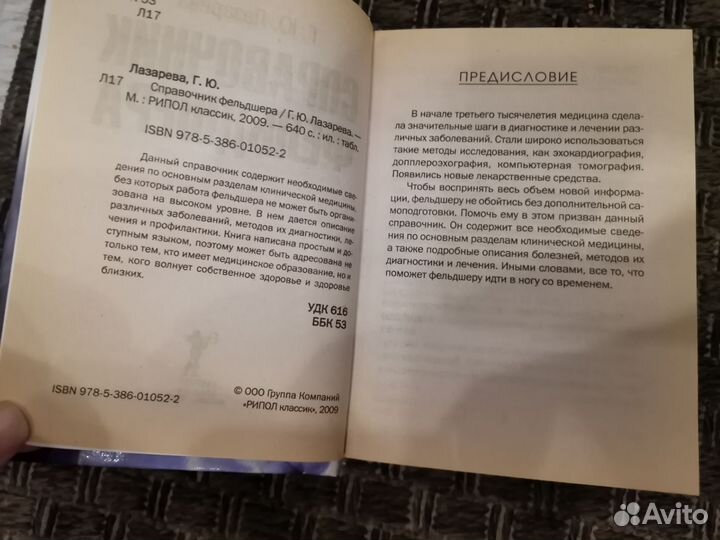 Л17
Лазарева, Г. Ю.
Л17 Справочник фельдшера / Г. Ю. Лазарева. —
М. : РИПОЛ классик, 2009. — 640 с. : ил. : табл.
ISBN 978-5-386-01052-2
Данный справочник содержит необходимые све-
дения по основным разделам клинической медицины,
без которых работа фельдшера не может быть органи-
зована на высоком уровне. В нем дается описание
различных заболеваний, методов их диагностики, ле-
чения и профилактики. Книга написана простым и до-
ступным языком, поэтому может быть адресована не
только тем, кто имеет медицинское образование, но и
тем, кого волнует собственное здоровье и здоровье
близких.
УДК 616
ББК 53
ISBN 978-5-386-01052-2
© ООО Группа Компаний
«РИПОЛ классик», 2009
ПРЕДИСЛОВИЕ
В начале третьего тысячелетия медицина сдела-
ла значительные шаги в диагностике и лечении раз-
личных заболеваний. Стали широко использоваться
такие методы исследования, как эхокардиография,
допплероэхография, компьютерная томография.
Появились новые лекарственные средства.
Чтобы воспринять весь объем новой информа-
ции, фельдшеру не обойтись без дополнительной са-
моподготовки. Помочь ему в этом призван данный
справочник. Он содержит все необходимые сведе-
ния по основным разделам клинической медицины,
а также подробные описания болезней, методов их
диагностики и лечения. Иными словами, все то, что
поможет фельдшеру идти в ногу со временем.
Avito